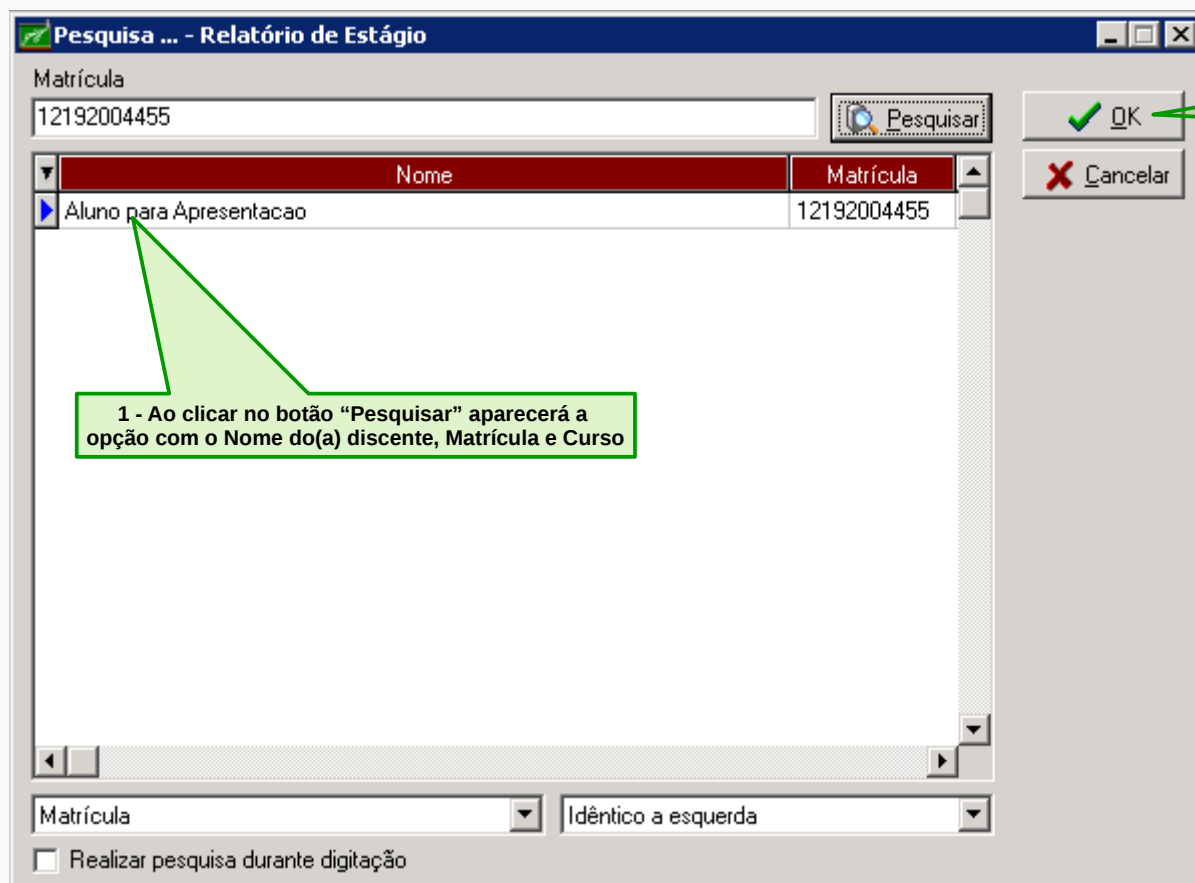 Pesquisa ... - Relatório de Estágio
Matrícula
12192004455
Pesquisar
OK
Cancelar
Nome
Matrícula
Aluno para Apresentacao
12192004455
1 - Ao clicar no botão “Pesquisar” aparecerá a
opção com o Nome do(a) discente, Matrícula e Curso
Matrícula
Idêntico a esquerda
Realizar pesquisa durante digitação